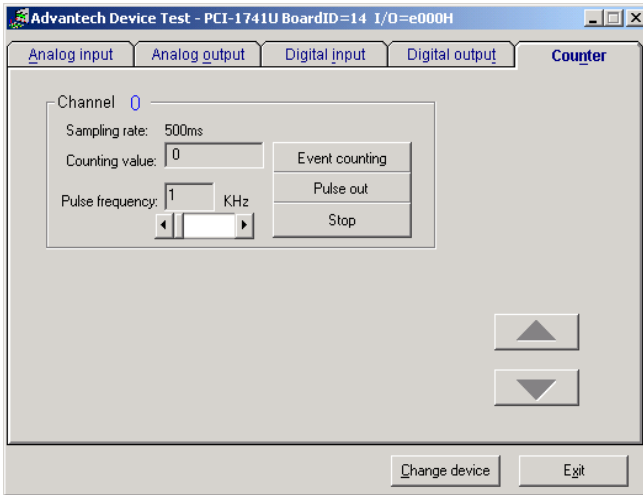 Advantech Device Test - PCI-1741U BoardID=14 I/O=e000H
Analog input Analog output Digital input Digital output Counter
Channel 0
Sampling rate: 500ms
Counting value: 0
Event counting
Pulse frequency: 1 KHz
Pulse out
Stop
Change device Exit